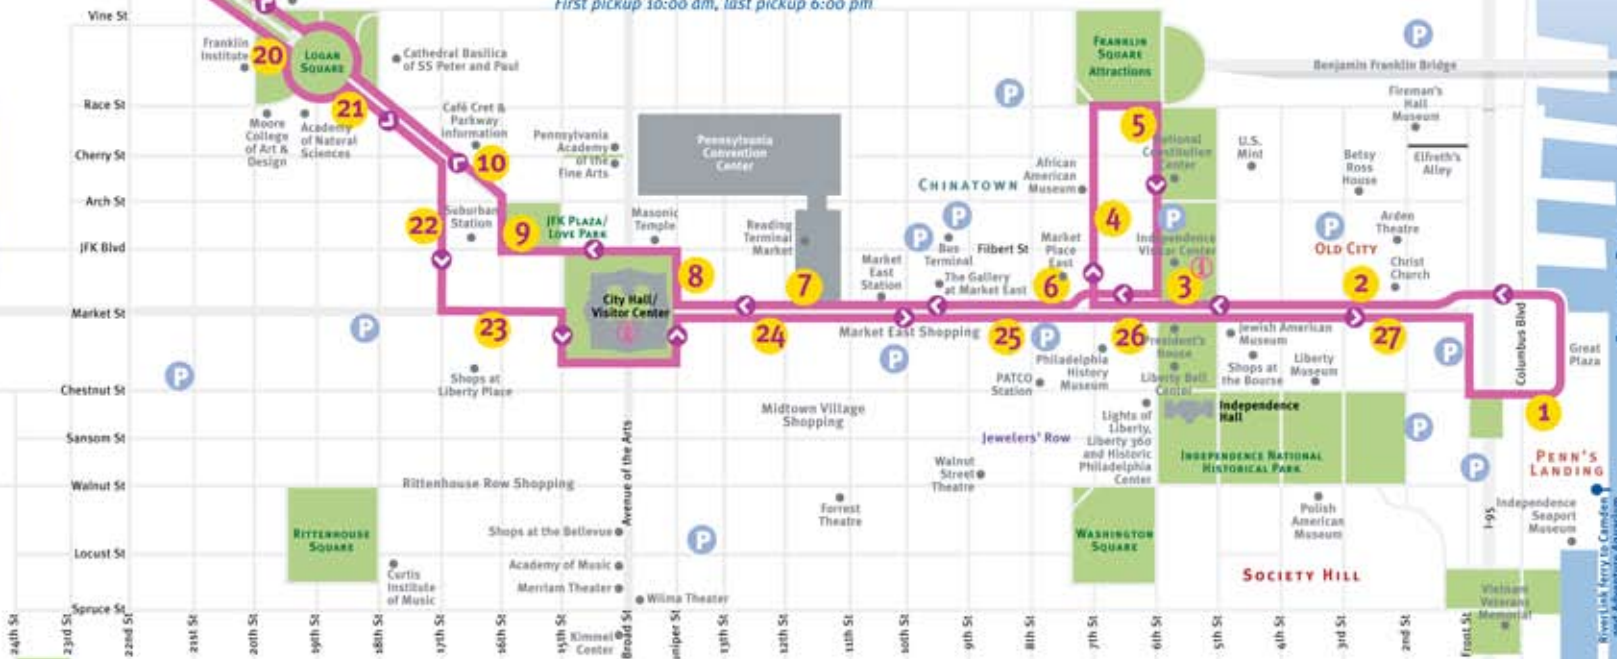 First pickup 10:00 am, last pickup 6:00 pm
Vine St
Franklin
Institute
20
LOGAN
SQUARE
Cathedral Basilica
of SS Peter and Paul
FRANKLIN
SQUARE
Attractions
P
Benjamin Franklin Bridge
Race St
21
Moore
College
of Art &
Design
Academy
of Natural
Sciences
Café Cret &
Parkway
Information
10
Pennsylvania
Academy
of the
Fine Arts
Pennsylvania
Convention
Center
P
5
National
Constitution
Center
U.S.
Mint
Fireman's
Hall
Museum
Elfreth's
Alley
Betsy
Ross
House
Cherry St
African
American
Museum
CHINATOWN
Arch St
22
Suburban
Station
9
JFK PLAZA/
LOVE PARK
Masonic
Temple
Reading
Terminal
Market
P
P
Bus
Terminal
Filbert St
Market
Place
East
4
P
Independence
Visitor Center
P
OLD CITY
Arden
Theatre
Christ
Church
JFK Blvd
8
7
Market
East
Station
The Gallery
at Market East
6
3
2
City Hall/
Visitor Center
Market St
23
P
24
Market East Shopping
P
25
P
26
27
President's
House
Jewish American
Museum
P
Columbus Blvd
Great
Plaza
P
Shops at
Liberty Place
PATCO
Station
Philadelphia
History
Museum
Liberty Bell
Center
Shops at
the Bourse
Liberty
Museum
Chestnut St
1
Midtown Village
Shopping
Lights of
Liberty,
Liberty 360
and Historic
Philadelphia
Center
Independence
Hall
P
Sansom St
Avenue of the Arts
Jewelers' Row
INDEPENDENCE NATIONAL
HISTORICAL PARK
P
PENN'S
LANDING
Walnut
Street
Theatre
Walnut St
Rittenhouse Row Shopping
Forrest
Theatre
Polish
American
Museum
I-95
Independence
Seaport
Museum
RITTENHOUSE
SQUARE
Shops at the Bellevue
P
WASHINGTON
SQUARE
Locust St
Curtis
Institute
of Music
Academy of Music
Merriam Theater
Wilma Theater
SOCIETY HILL
Vietnam
Veterans
Memorial
RiverLink Ferry to Camden
Spruce St
Kimmel
Center
24th St
23rd St
22nd St
21st St
20th St
19th St
18th St
17th St
16th St
15th St
Broad St
Juniper St
13th St
12th St
11th St
10th St
9th St
8th St
7th St
6th St
5th St
4th St
3rd St
2nd St
Front St